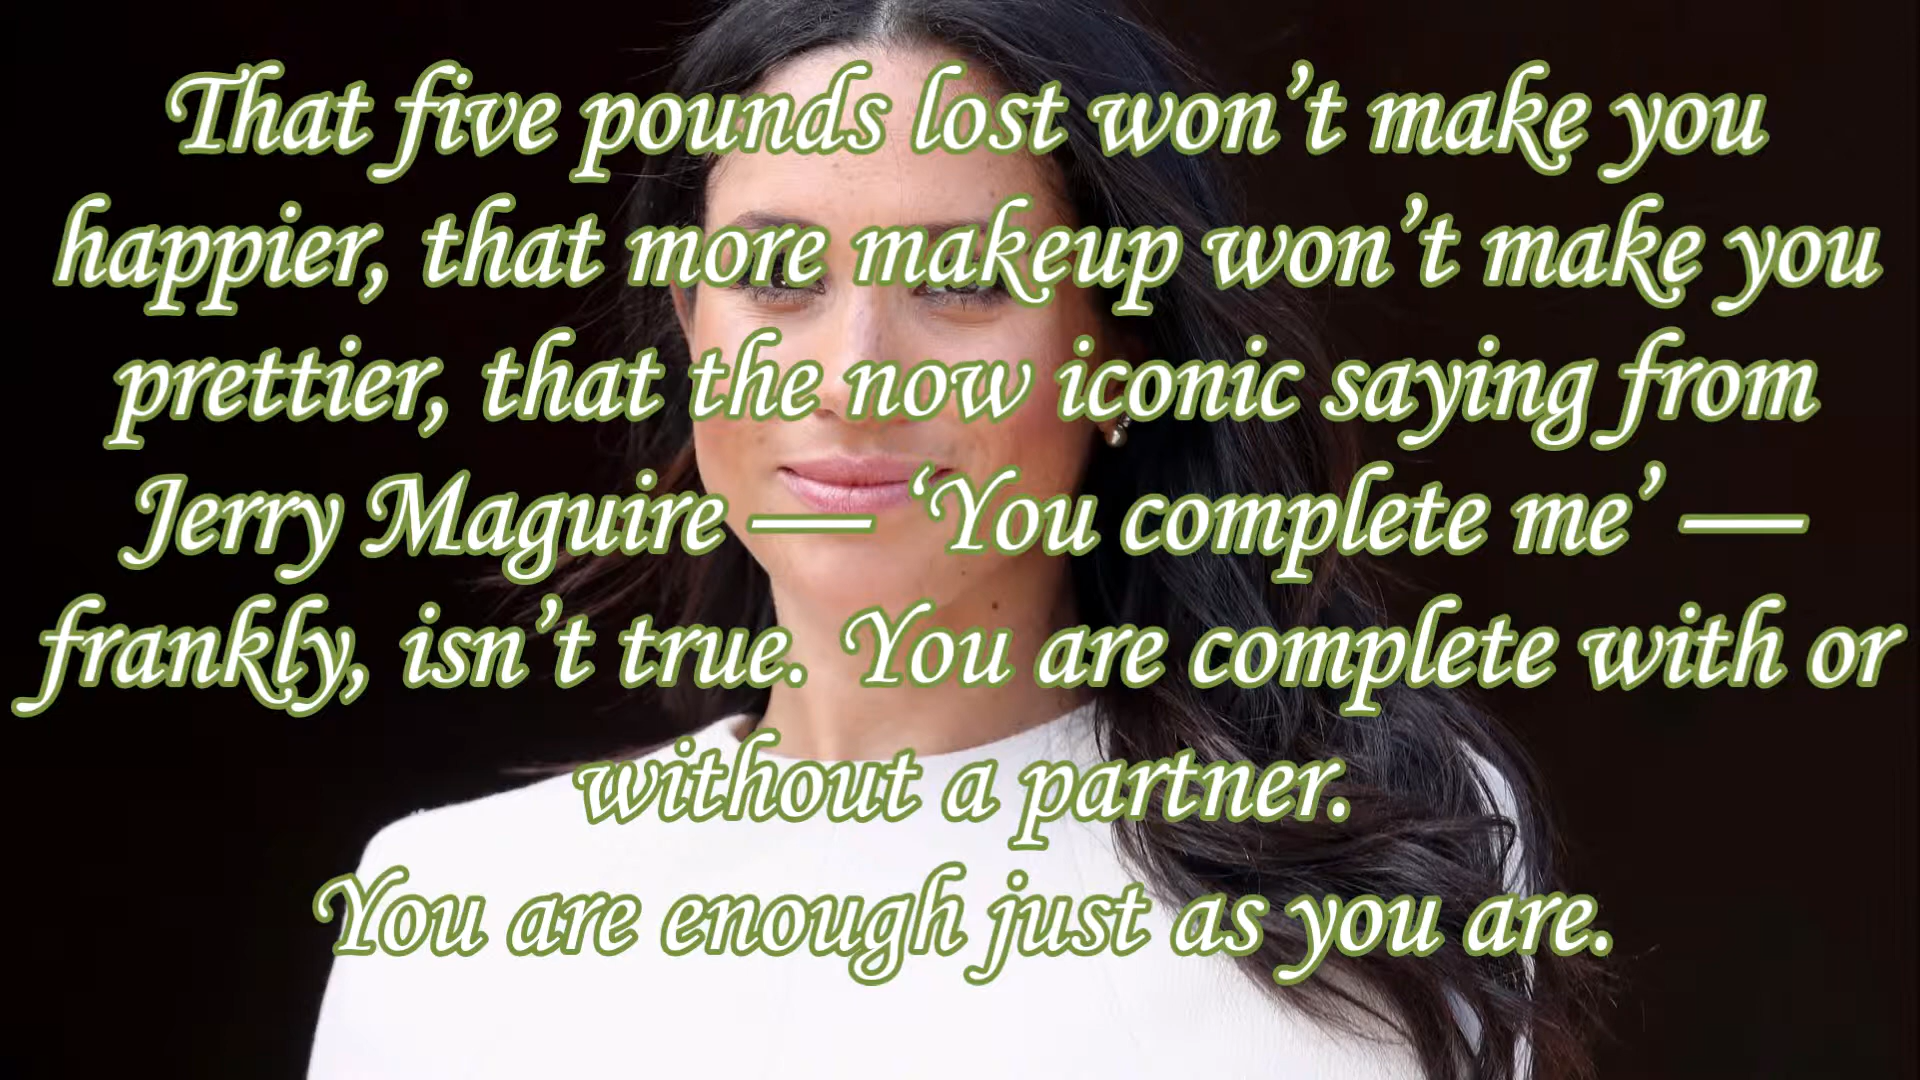 That five pounds lost won’t make you
happier, that more makeup won’t make you
prettier, that the now iconic saying from
Jerry Maguire — ‘You complete me’ —
frankly, isn’t true. You are complete with or
without a partner.
You are enough just as you are.